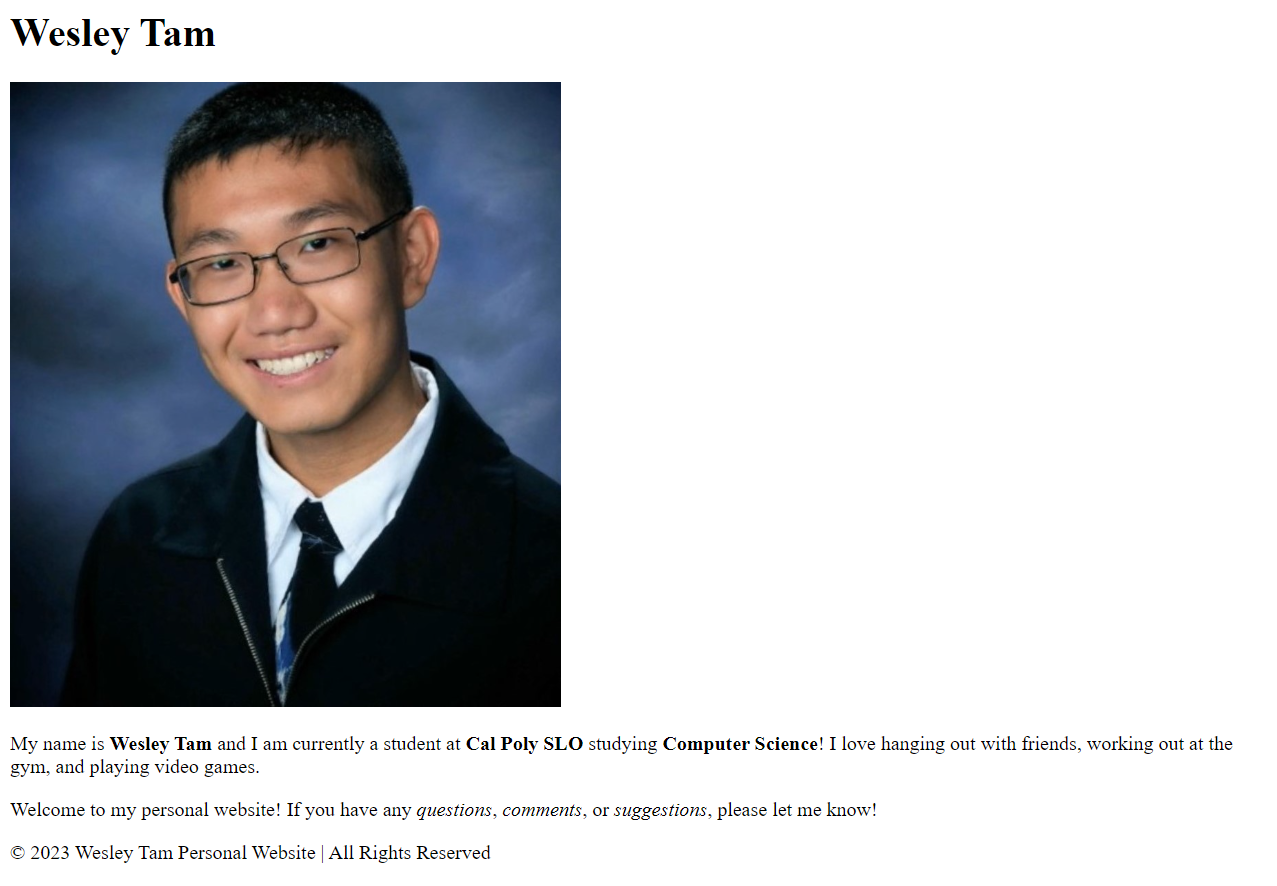 Wesley Tam
My name is Wesley Tam and I am currently a student at Cal Poly SLO studying Computer Science! I love hanging out with friends, working out at the
gym, and playing video games.
Welcome to my personal website! If you have any questions, comments, or suggestions, please let me know!
© 2023 Wesley Tam Personal Website | All Rights Reserved